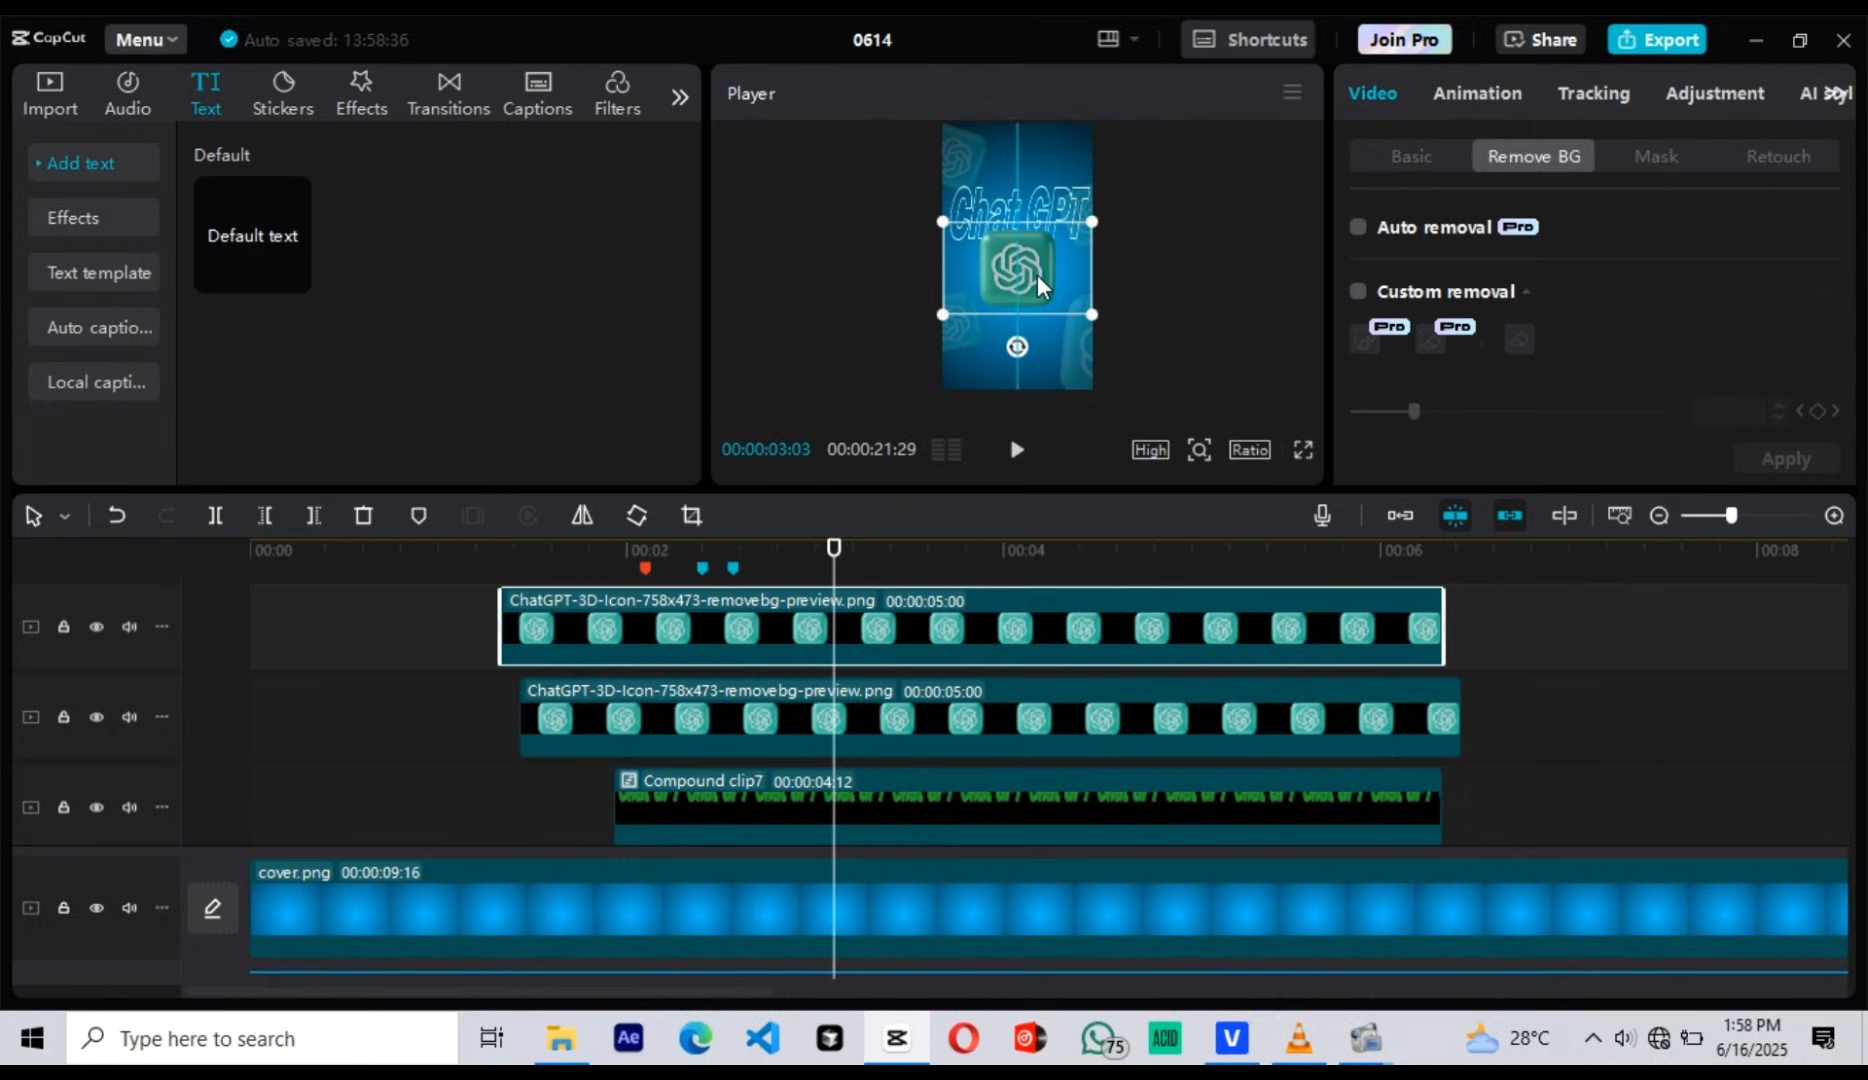 CapCut
Menu
Auto saved: 13:58:36
0614
Shortcuts
Join Pro
Share
Export
Import
Audio
TI
Text
Stickers
Effects
Transitions
Captions
Filters
Player
Video
Animation
Tracking
Adjustment
Add text
Effects
Text template
Auto captio...
Local capti...
Default
Default text
Chat GPT
Basic
Remove BG
Mask
Retouch
Auto removal Pro
Custom removal
Pro
Pro
Apply
00:00:03:03
00:00:21:29
High
Ratio
00:00
00:02
00:04
00:06
00:08
ChatGPT-3D-Icon-758x473-removebg-preview.png 00:00:05:00
ChatGPT-3D-Icon-758x473-removebg-preview.png 00:00:05:00
Compound clip7 00:00:04:12
cover.png 00:00:09:16
Type here to search
Ae
75
ACID
V
28°C
1:58 PM
6/16/2025